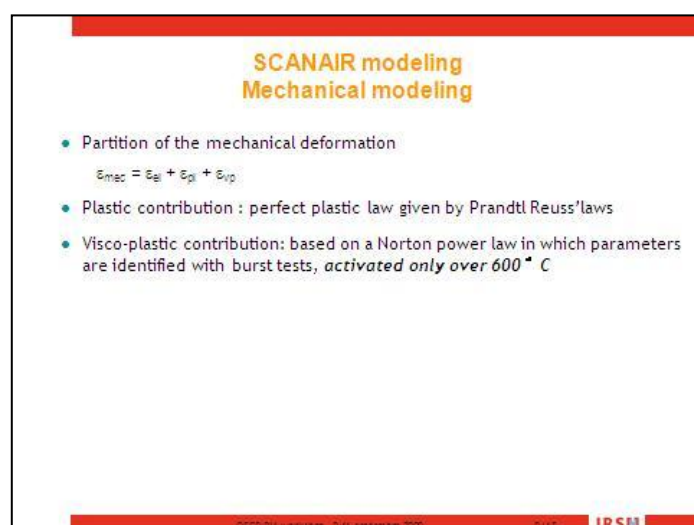 SCANAIR modeling
Mechanical modeling
• Partition of the mechanical deformation
εmec = εel + εpl + εvp
• Plastic contribution : perfect plastic law given by Prandtl Reuss'laws
• Visco-plastic contribution: based on a Norton power law in which parameters
are identified with burst tests, activated only over 600° C
IRSN